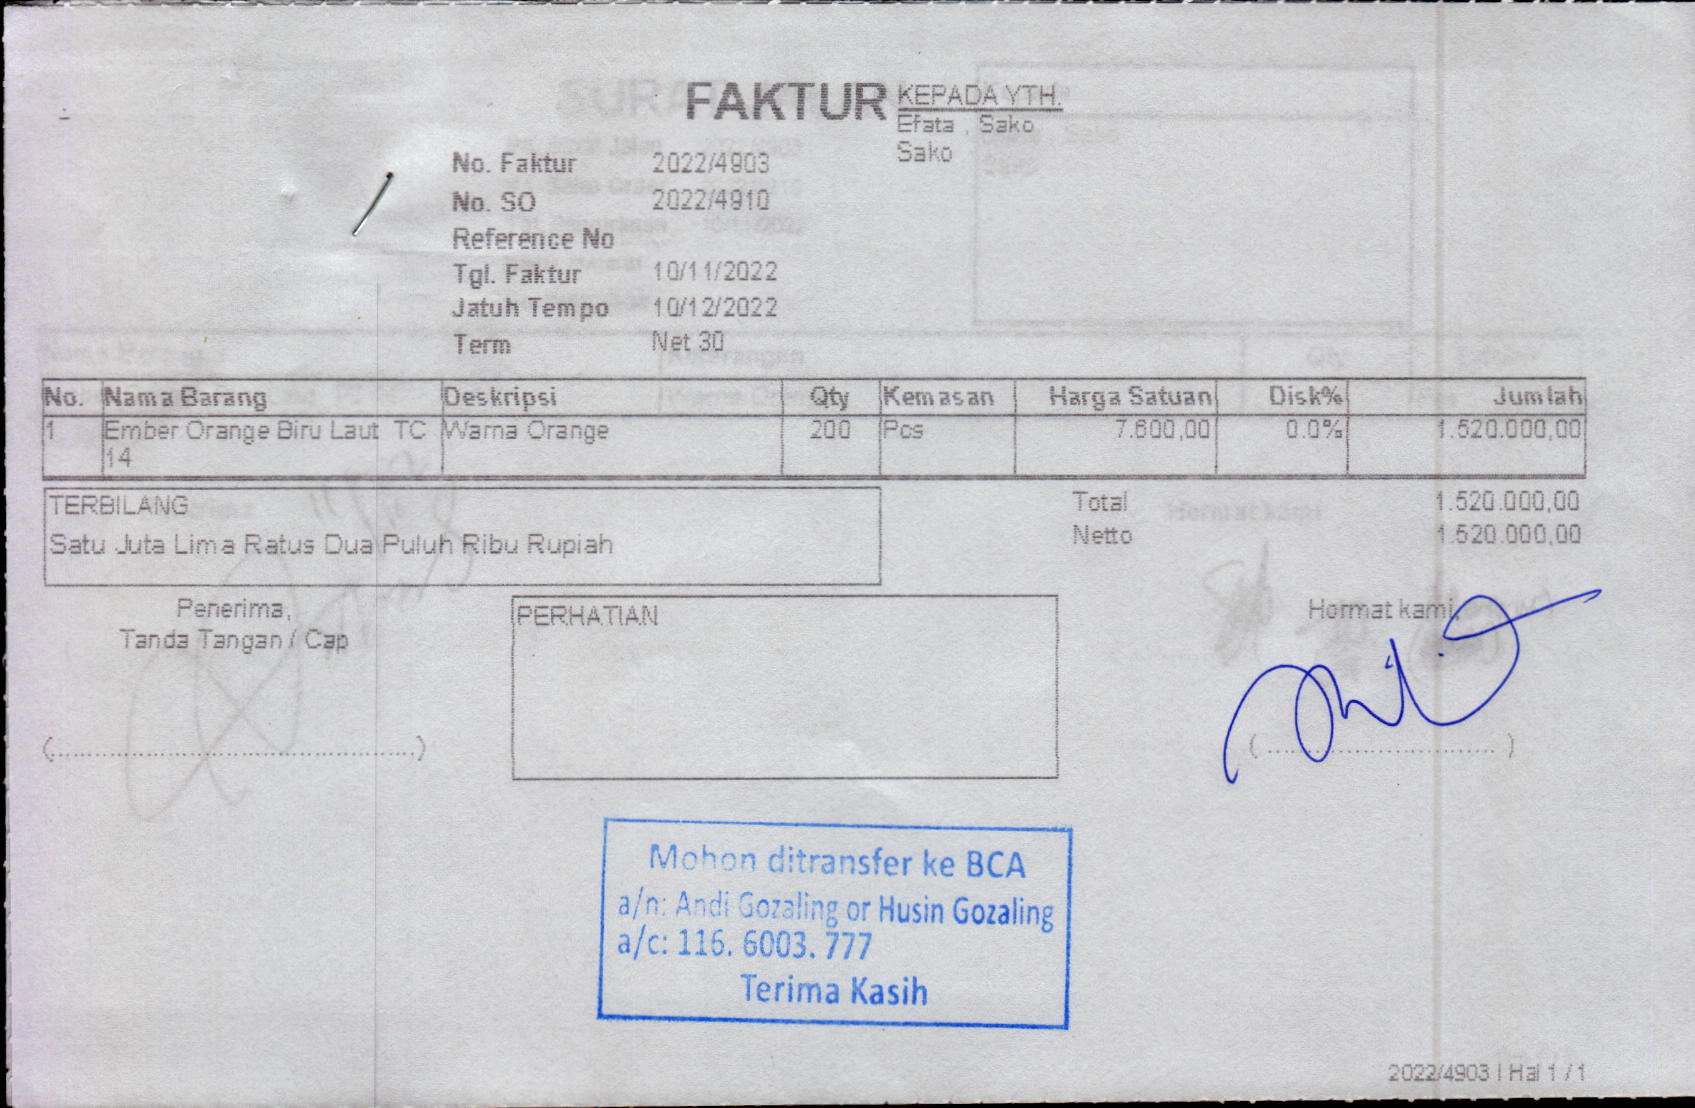 FAKTUR
KEPADA YTH.
Efata , Sako
Sako
No. Faktur 2022/4903
No. SO 2022/4910
Reference No
Tgl. Faktur 10/11/2022
Jatuh Tempo 10/12/2022
Term Net 30
No. Nama Barang Deskripsi Qty Kemasan Harga Satuan Disk% Jumlah
1 Ember Orange Biru Laut TC 14 Warna Orange 200 Pcs 7.600,00 0.0% 1.520.000,00
TERBILANG
Satu Juta Lima Ratus Dua Puluh Ribu Rupiah
Total 1.520.000,00
Netto 1.520.000,00
Penerima,
Tanda Tangan / Cap
PERHATIAN
Hormat kami,
Mohon ditransfer ke BCA
a/n: Andi Gozaling or Husin Gozaling
a/c: 116. 6003. 777
Terima Kasih
2022/4903 | Hal 1 / 1